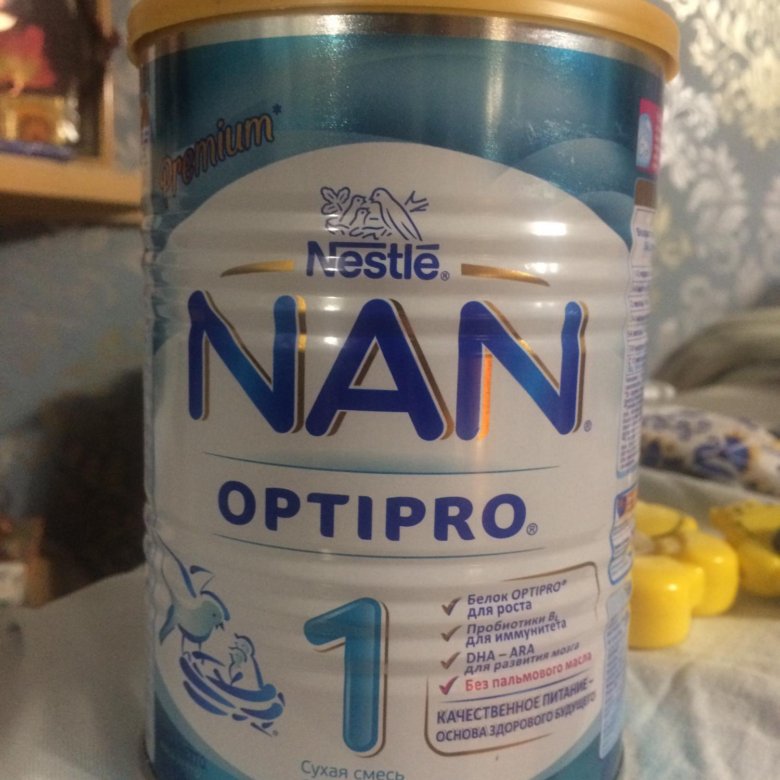 Premium*
Nestlé®
NAN®
OPTIPRO®
1
Белок OPTIPRO®
для роста
Пробиотики BL
для иммунитета
DHA – ARA
для развития мозга
Без пальмового масла
КАЧЕСТВЕННОЕ ПИТАНИЕ –
ОСНОВА ЗДОРОВОГО БУДУЩЕГО
Сухая смесь